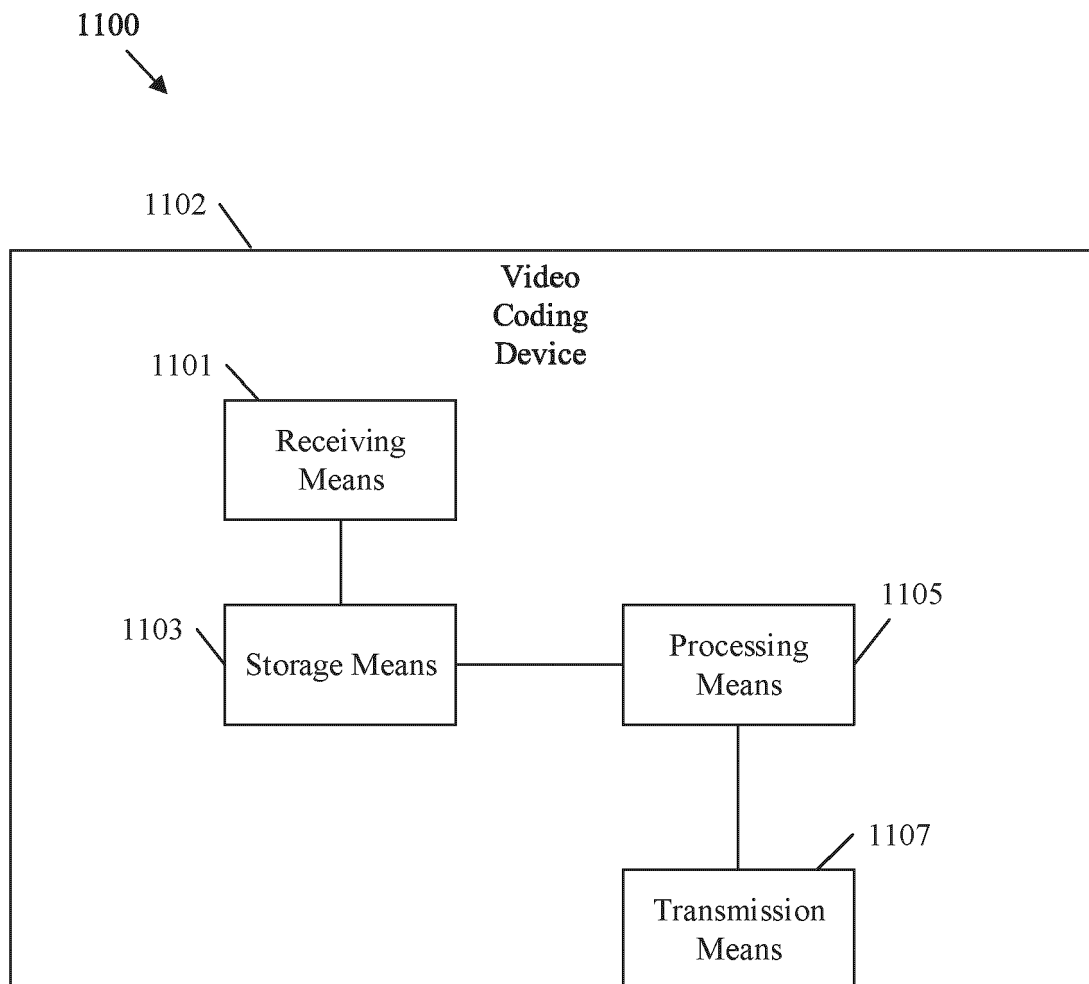 1100
1102
Video
Coding
Device
1101
Receiving
Means
1103
Storage Means
1105
Processing
Means
1107
Transmission
Means